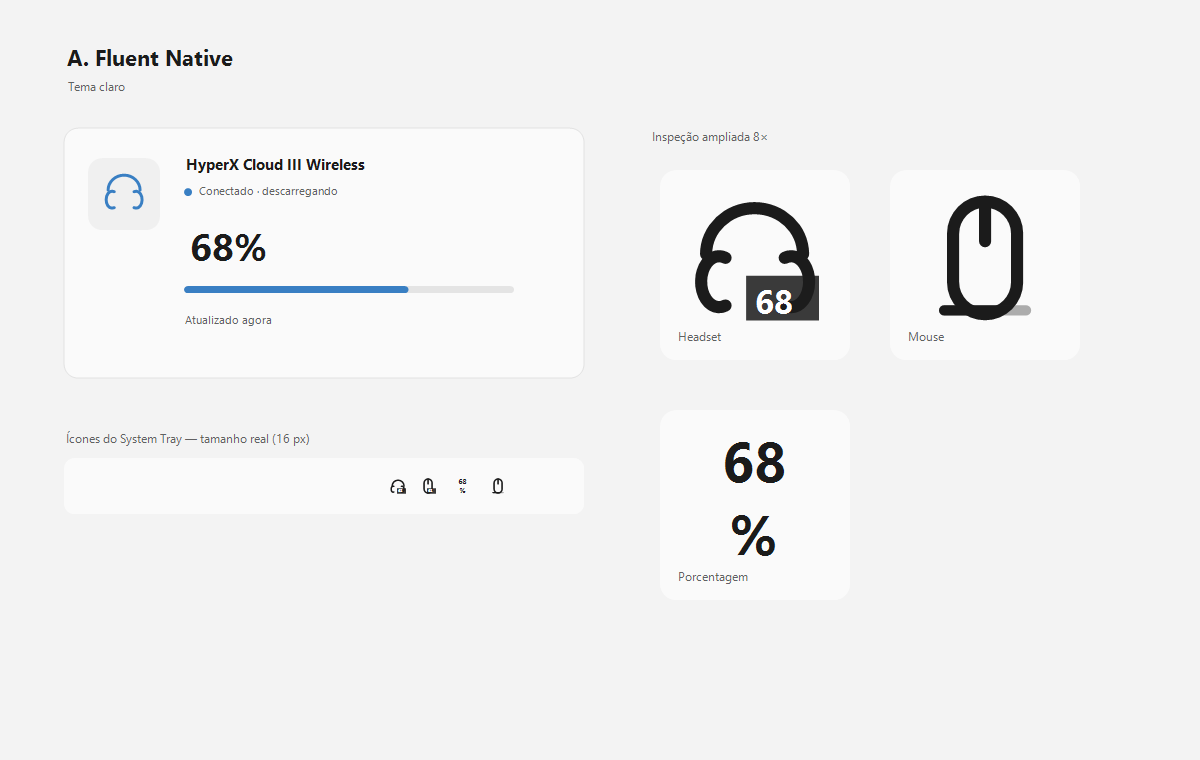 A. Fluent Native
Tema claro
HyperX Cloud III Wireless
Conectado · descarregando
68%
Atualizado agora
Ícones do System Tray — tamanho real (16 px)
68
%
Inspeção ampliada 8×
68
Headset
Mouse
68
%
Porcentagem